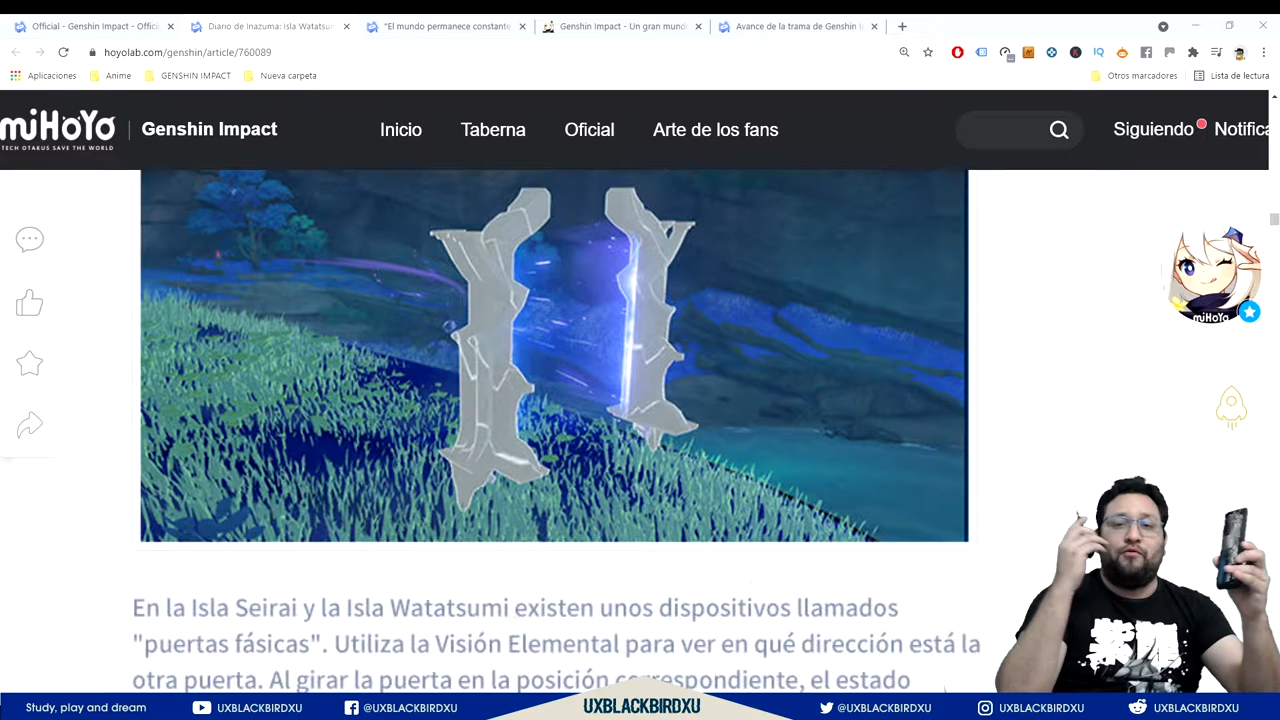 Official - Genshin Impact - Offici
Diario de Inazuma: Isla Watatsum
"El mundo permanece constante
Genshin Impact - Un gran mund
Avance de la trama de Genshin I
hoyolab.com/genshin/article/760089
Aplicaciones
Anime
GENSHIN IMPACT
Nueva carpeta
Otros marcadores
Lista de lectura
miHoYo
TECH OTAKUS SAVE THE WORLD
Genshin Impact
Inicio
Taberna
Oficial
Arte de los fans
Siguiendo
Notifica
miHoYo
En la Isla Seirai y la Isla Watatsumi existen unos dispositivos llamados
"puertas fásicas". Utiliza la Visión Elemental para ver en qué dirección está la
otra puerta. Al girar la puerta en la posición correspondiente, el estado
Study, play and dream
UXBLACKBIRDXU
@UXBLACKBIRDXU
UXBLACKBIRDXU
@UXBLACKBIRDXU
UXBLACKBIRDXU
UXBLACKBIRDXU